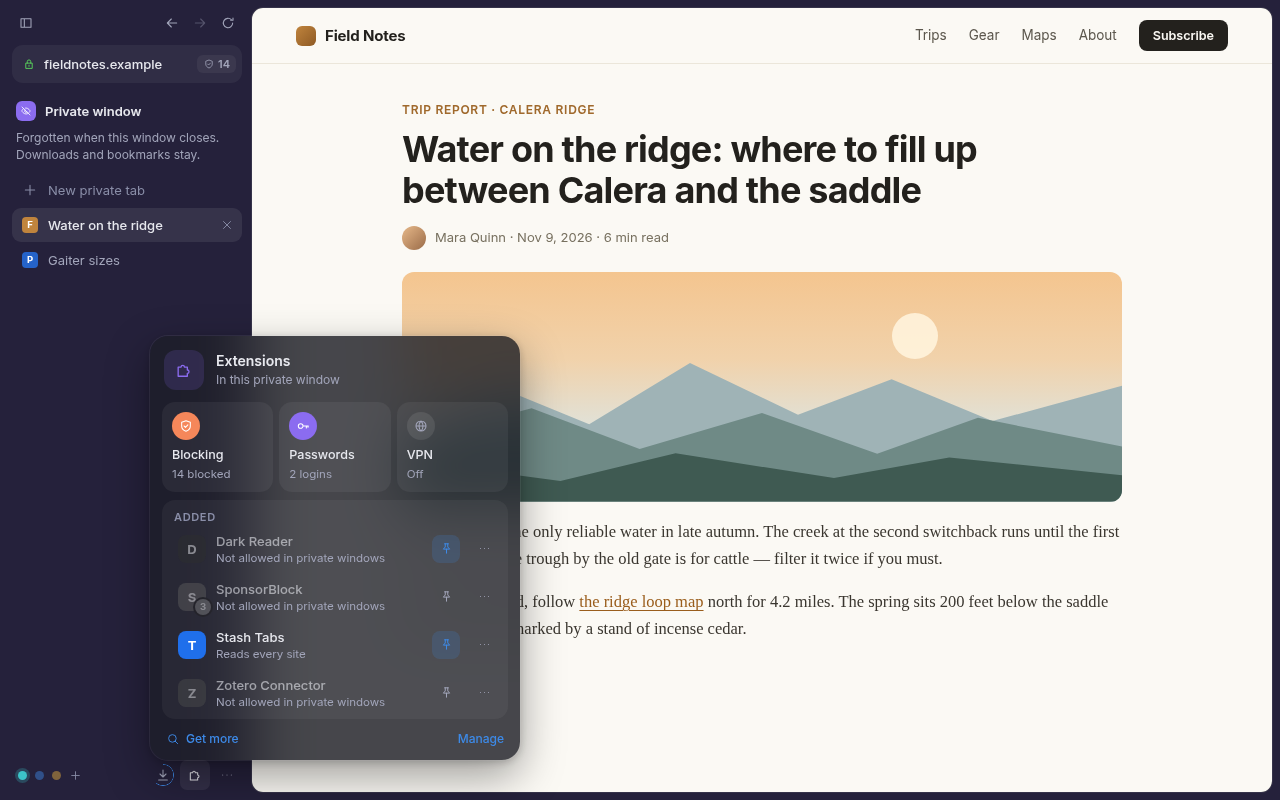 fieldnotes.example
14
Private window
Forgotten when this window closes.
Downloads and bookmarks stay.
New private tab
F
Water on the ridge
P
Gaiter sizes
Field Notes
Trips
Gear
Maps
About
Subscribe
TRIP REPORT · CALERA RIDGE
Water on the ridge: where to fill up
between Calera and the saddle
Mara Quinn · Nov 9, 2026 · 6 min read
only reliable water in late autumn. The creek at the second switchback runs until the first
trough by the old gate is for cattle — filter it twice if you must.
follow the ridge loop map north for 4.2 miles. The spring sits 200 feet below the saddle
marked by a stand of incense cedar.
Extensions
In this private window
Blocking
14 blocked
Passwords
2 logins
VPN
Off
ADDED
D
Dark Reader
Not allowed in private windows
S
3
SponsorBlock
Not allowed in private windows
T
Stash Tabs
Reads every site
Z
Zotero Connector
Not allowed in private windows
Get more
Manage